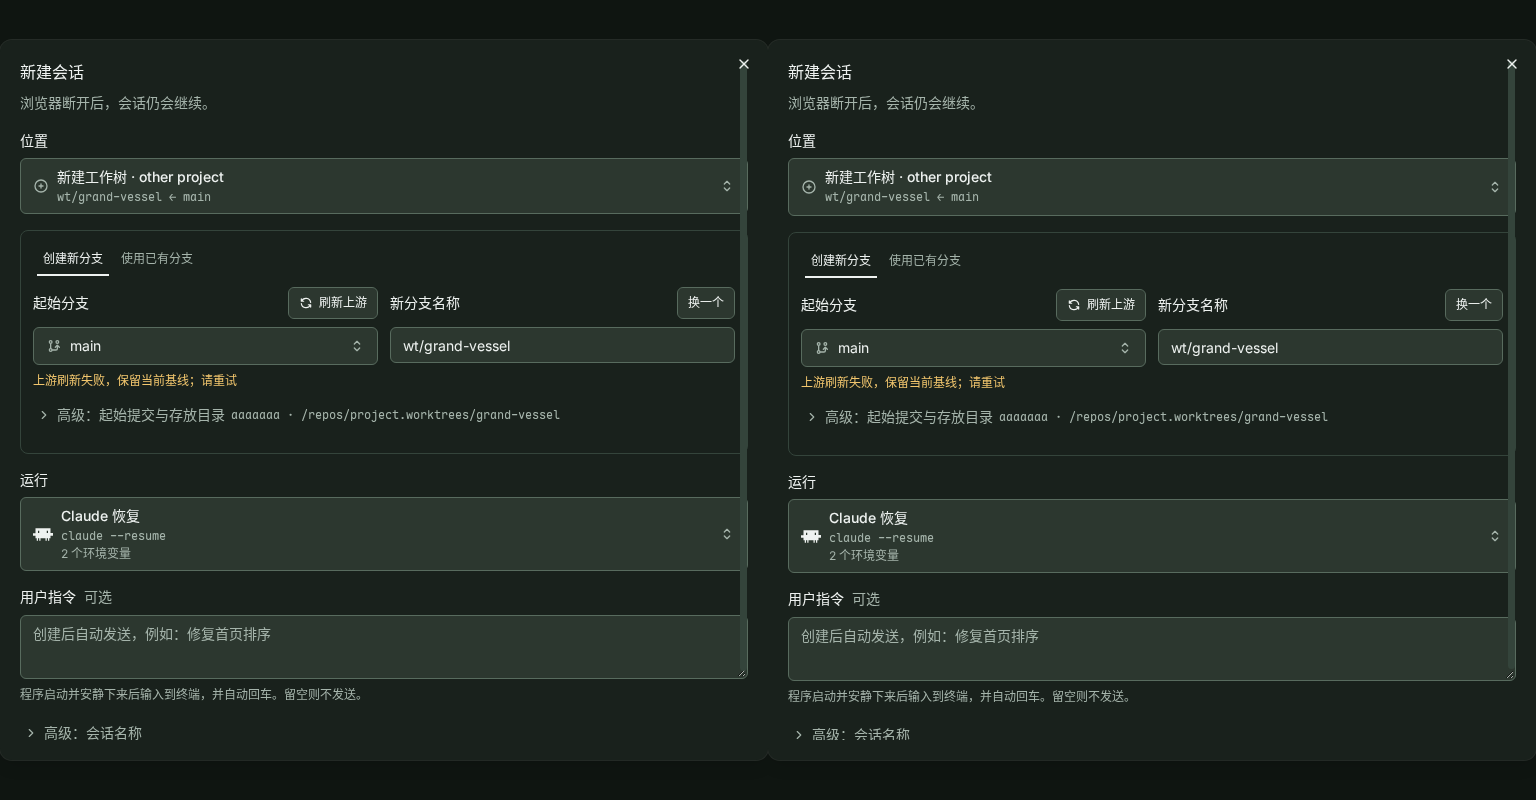 新建会话
浏览器断开后，会话仍会继续。
位置
新建工作树 · other project
wt/grand-vessel ← main
创建新分支 使用已有分支
起始分支 刷新上游 新分支名称 换一个
main wt/grand-vessel
上游刷新失败，保留当前基线；请重试
高级：起始提交与存放目录 aaaaaaa · /repos/project.worktrees/grand-vessel
运行
Claude 恢复
claude --resume
2 个环境变量
用户指令 可选
创建后自动发送，例如：修复首页排序
程序启动并安静下来后输入到终端，并自动回车。留空则不发送。
高级：会话名称
新建会话
浏览器断开后，会话仍会继续。
位置
新建工作树 · other project
wt/grand-vessel ← main
创建新分支 使用已有分支
起始分支 刷新上游 新分支名称 换一个
main wt/grand-vessel
上游刷新失败，保留当前基线；请重试
高级：起始提交与存放目录 aaaaaaa · /repos/project.worktrees/grand-vessel
运行
Claude 恢复
claude --resume
2 个环境变量
用户指令 可选
创建后自动发送，例如：修复首页排序
程序启动并安静下来后输入到终端，并自动回车。留空则不发送。
高级：会话名称